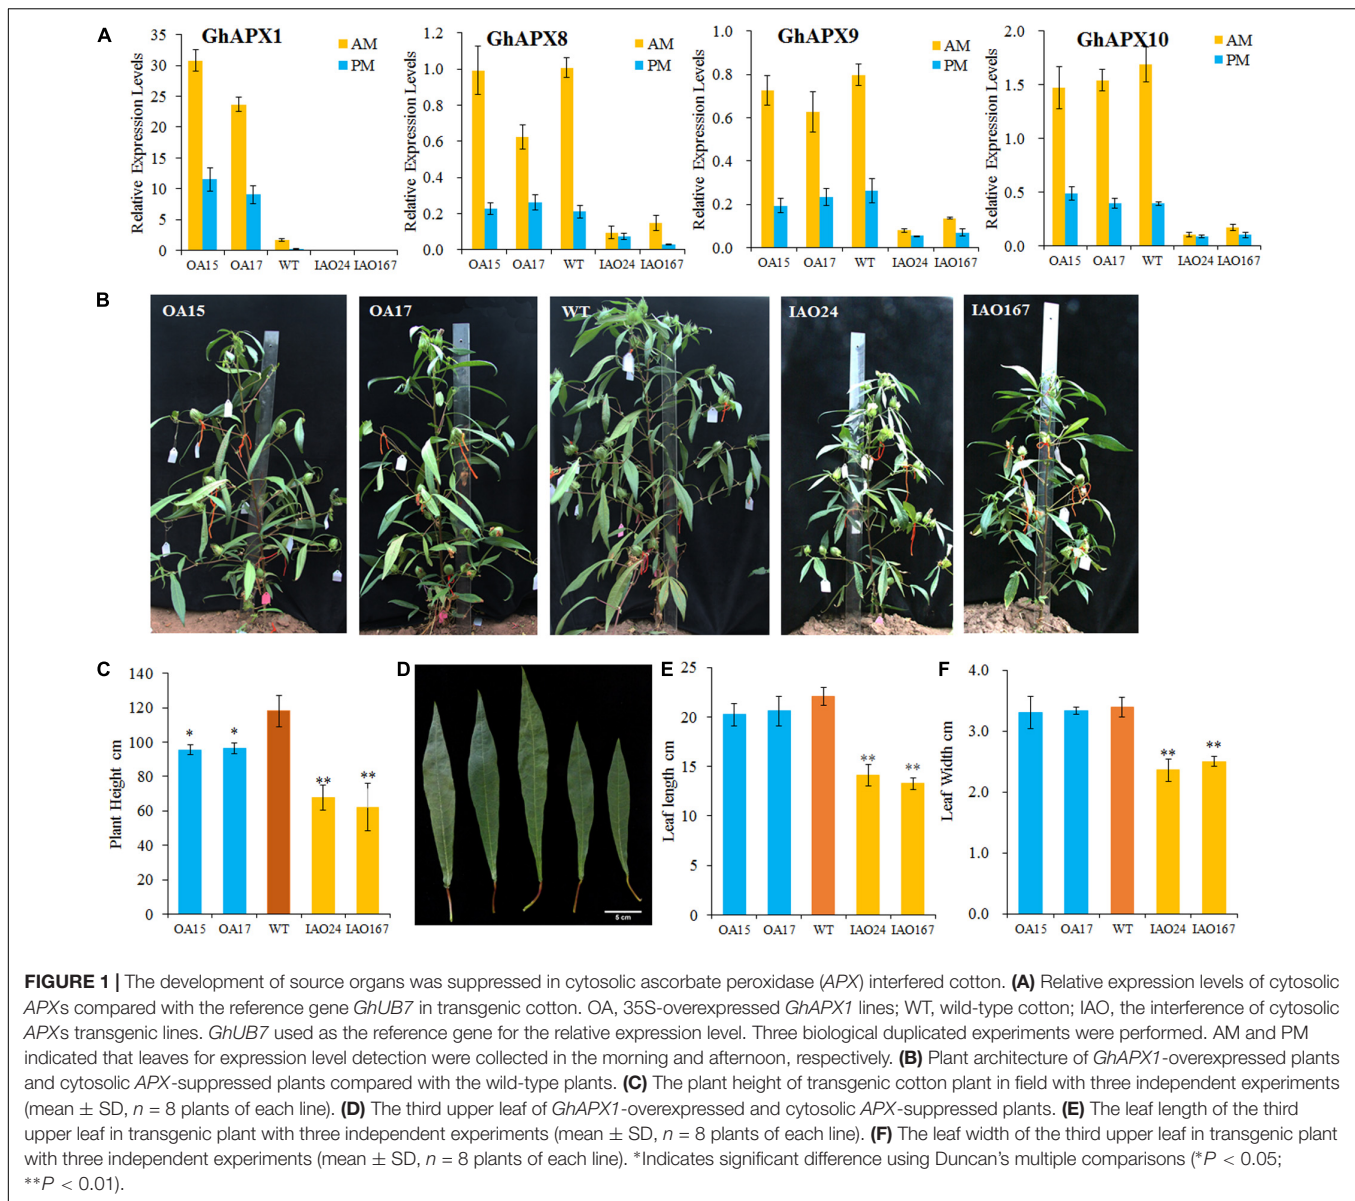 A
GhAPX1
AM
PM
Relative Expression Levels
35
30
25
20
15
10
5
0
OA15 OA17 WT IAO24 IAO167
GhAPX8
AM
PM
Relative Expression Levels
1.2
1.0
0.8
0.6
0.4
0.2
0.0
OA15 OA17 WT IAO24 IAO167
GhAPX9
AM
PM
Relative Expression Levels
1.0
0.8
0.6
0.4
0.2
0.0
OA15 OA17 WT IAO24 IAO167
GhAPX10
AM
PM
Relative Expression Levels
2.0
1.5
1.0
0.5
0.0
OA15 OA17 WT IAO24 IAO167
B
OA15
OA17
WT
IAO24
IAO167
C
Plant Height cm
140
120
100
80
60
40
20
0
* * ** **
OA15 OA17 WT IAO24 IAO167
D
5 cm
E
Leaf length cm
25
20
15
10
5
0
** **
OA15 OA17 WT IAO24 IAO167
F
Leaf Width cm
4.0
3.0
2.0
1.0
0.0
** **
OA15 OA17 WT IAO24 IAO167
FIGURE 1 | The development of source organs was suppressed in cytosolic ascorbate peroxidase (APX) interfered cotton. (A) Relative expression levels of cytosolic
APXs compared with the reference gene GhUB7 in transgenic cotton. OA, 35S-overexpressed GhAPX1 lines; WT, wild-type cotton; IAO, the interference of cytosolic
APXs transgenic lines. GhUB7 used as the reference gene for the relative expression level. Three biological duplicated experiments were performed. AM and PM
indicated that leaves for expression level detection were collected in the morning and afternoon, respectively. (B) Plant architecture of GhAPX1-overexpressed plants
and cytosolic APX-suppressed plants compared with the wild-type plants. (C) The plant height of transgenic cotton plant in field with three independent experiments
(mean ± SD, n = 8 plants of each line). (D) The third upper leaf of GhAPX1-overexpressed and cytosolic APX-suppressed plants. (E) The leaf length of the third
upper leaf in transgenic plant with three independent experiments (mean ± SD, n = 8 plants of each line). (F) The leaf width of the third upper leaf in transgenic plant
with three independent experiments (mean ± SD, n = 8 plants of each line). *Indicates significant difference using Duncan's multiple comparisons (*P < 0.05;
**P < 0.01).